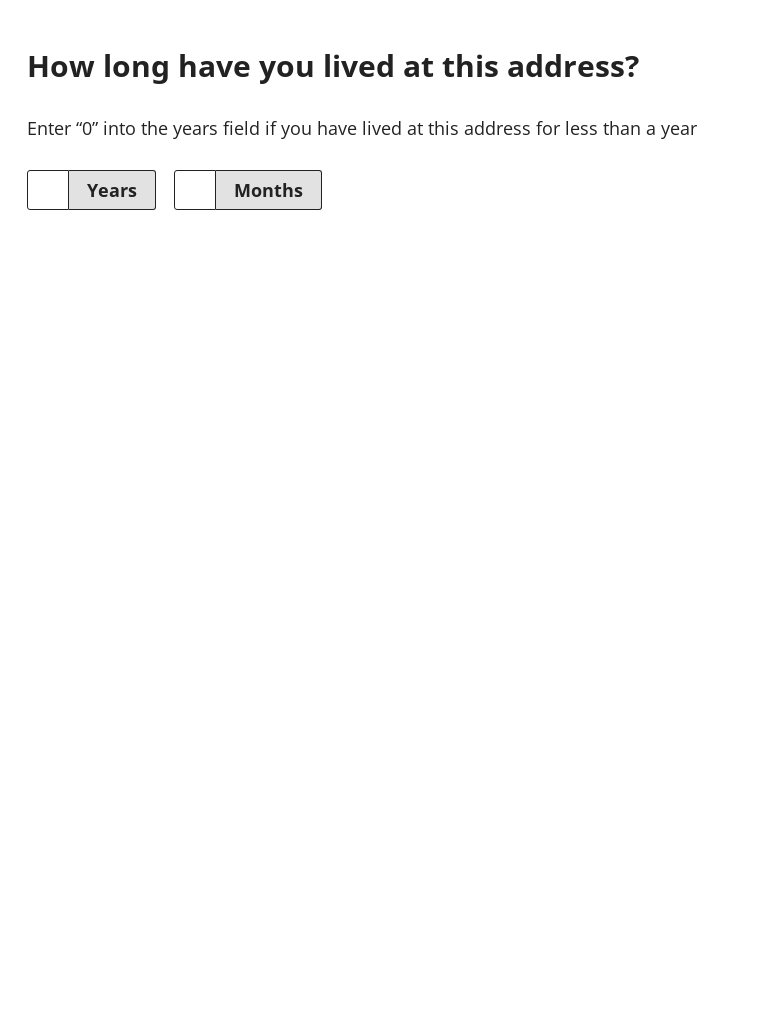 How long have you lived at this address?
Enter “0” into the years field if you have lived at this address for less than a year
Years Months